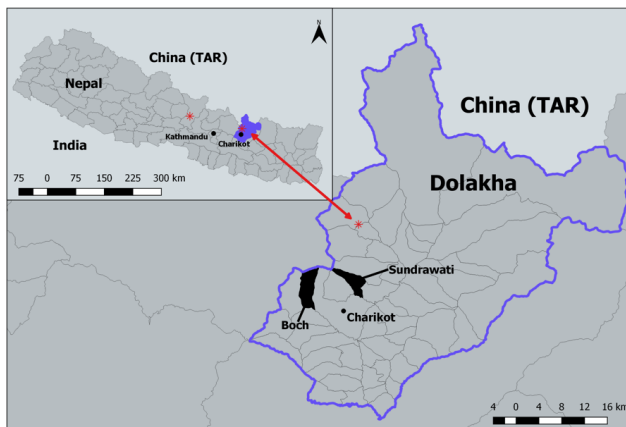 N
China (TAR)
Nepal
Kathmandu
Charikot
India
75 0 75 150 225 300 km
China (TAR)
Dolakha
Sundrawati
Charikot
Boch
4 0 4 8 12 16 km